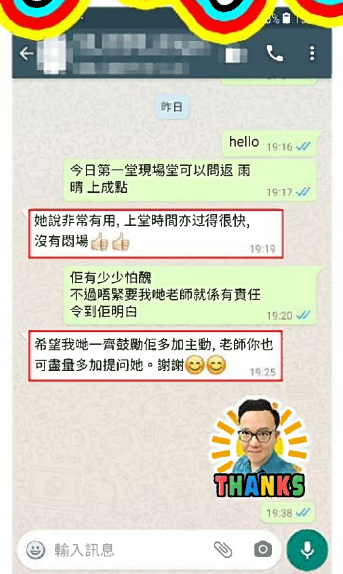 昨日
hello 19:16
今日第一堂現場堂可以問返 雨
晴 上成點
19:17
她說非常有用, 上堂時間亦过得很快,
沒有悶場👍🏻👍🏻
19:19
佢有少少怕醜
不過唔緊要我哋老師就係有責任
令到佢明白
19:20
希望我哋一齊鼓勵佢多加主動, 老師你也
可盡量多加提问她。謝謝😊😊
19:25
THANKS
19:38
輸入訊息